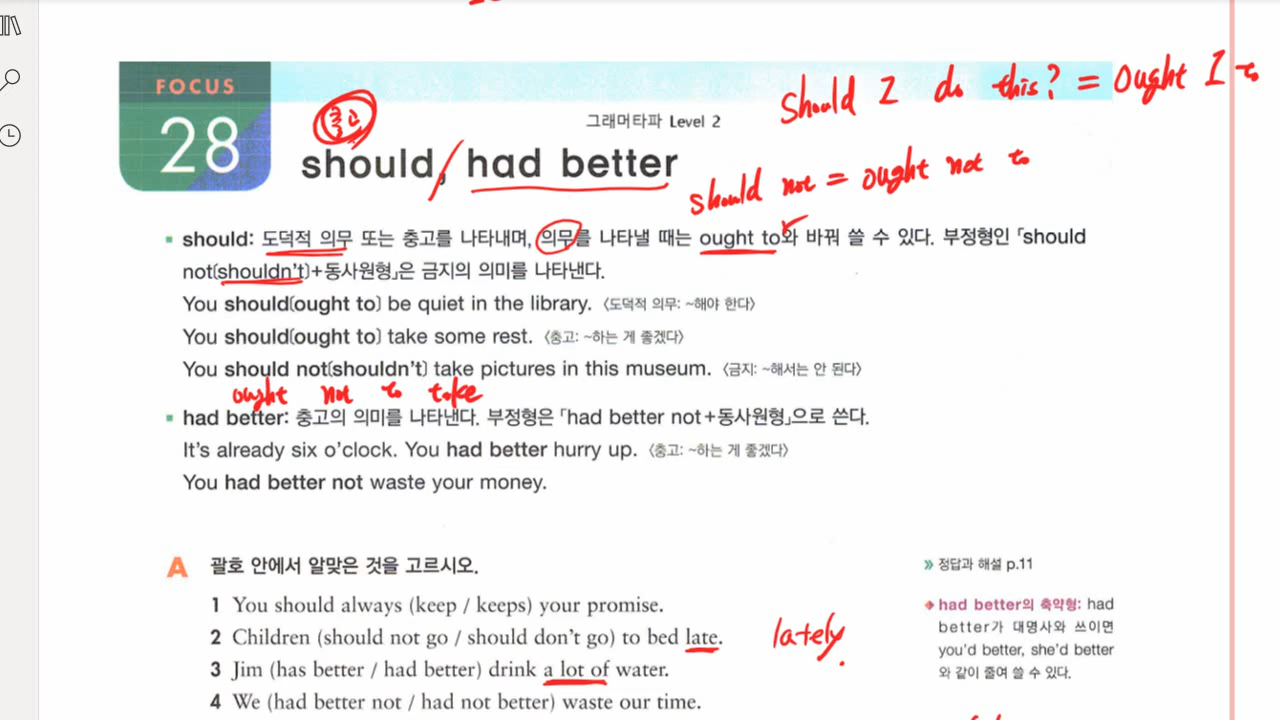 FOCUS
28
충고
그래머타파 Level 2
should, had better
Should I do this? = Ought I to
should not = ought not to
▪ should: 도덕적 의무 또는 충고를 나타내며, 의무를 나타낼 때는 ought to와 바꿔 쓸 수 있다. 부정형인 「should
not(shouldn't)+동사원형」은 금지의 의미를 나타낸다.
You should(ought to) be quiet in the library. 〈도덕적 의무: ~해야 한다〉
You should(ought to) take some rest. 〈충고: ~하는 게 좋겠다〉
You should not(shouldn't) take pictures in this museum. 〈금지: ~해서는 안 된다〉
ought not to take
▪ had better: 충고의 의미를 나타낸다. 부정형은 「had better not+동사원형」으로 쓴다.
It's already six o'clock. You had better hurry up. 〈충고: ~하는 게 좋겠다〉
You had better not waste your money.
A 괄호 안에서 알맞은 것을 고르시오.
1 You should always (keep / keeps) your promise.
2 Children (should not go / should don't go) to bed late.
lately.
3 Jim (has better / had better) drink a lot of water.
4 We (had better not / had not better) waste our time.
» 정답과 해설 p.11
◆ had better의 축약형: had
better가 대명사와 쓰이면
you'd better, she'd better
와 같이 줄여 쓸 수 있다.